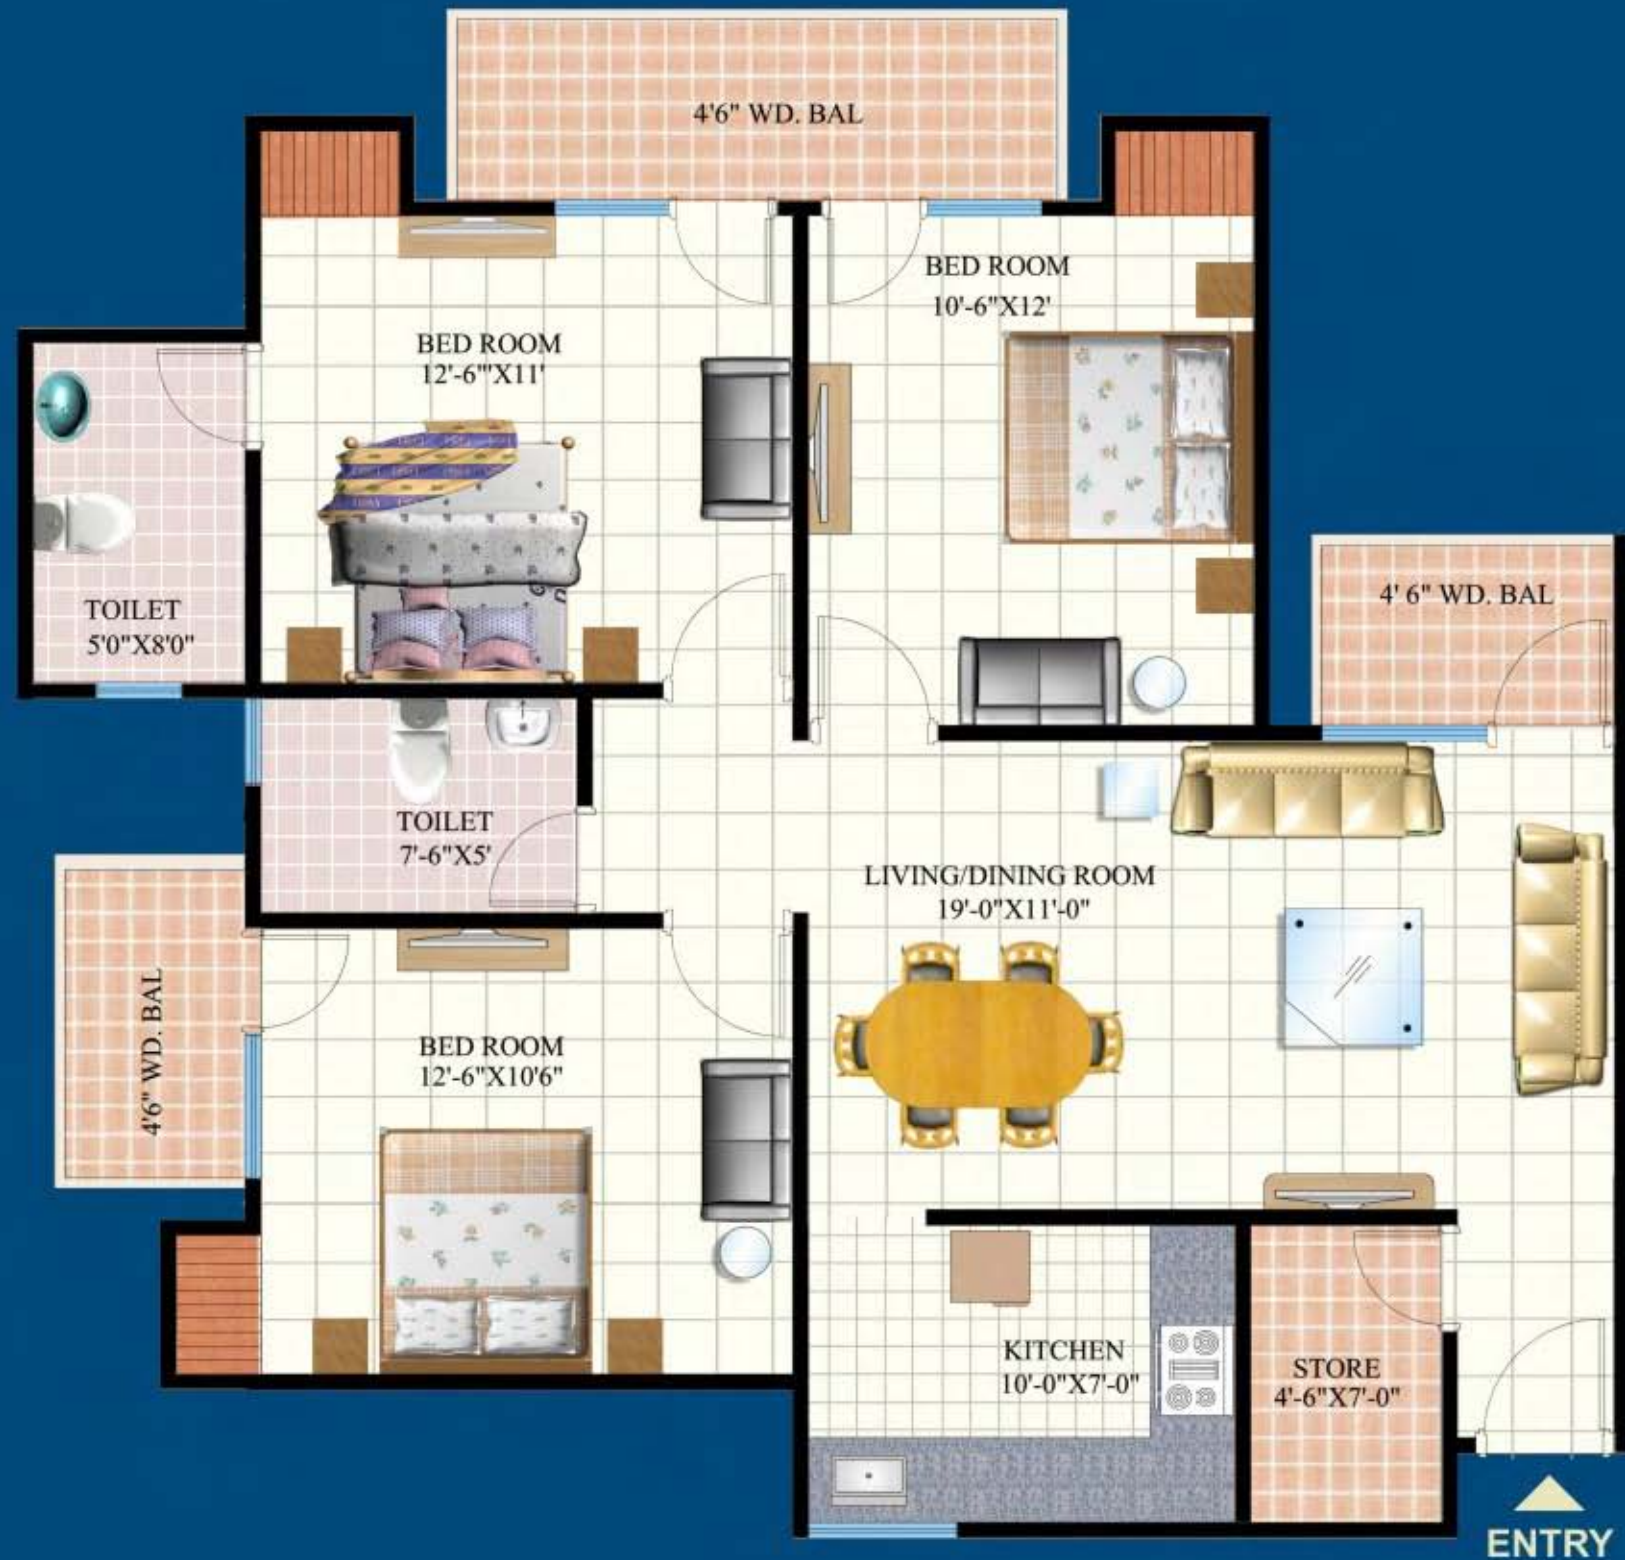 4'6" WD. BAL
BED ROOM
10'-6"X12'
BED ROOM
12'-6'"X11'
4' 6" WD. BAL
TOILET
5'0"X8'0"
TOILET
7'-6"X5'
LIVING/DINING ROOM
19'-0"X11'-0"
4'6" WD. BAL
BED ROOM
12'-6"X10'6"
KITCHEN
10'-0"X7'-0"
STORE
4'-6"X7'-0"
ENTRY